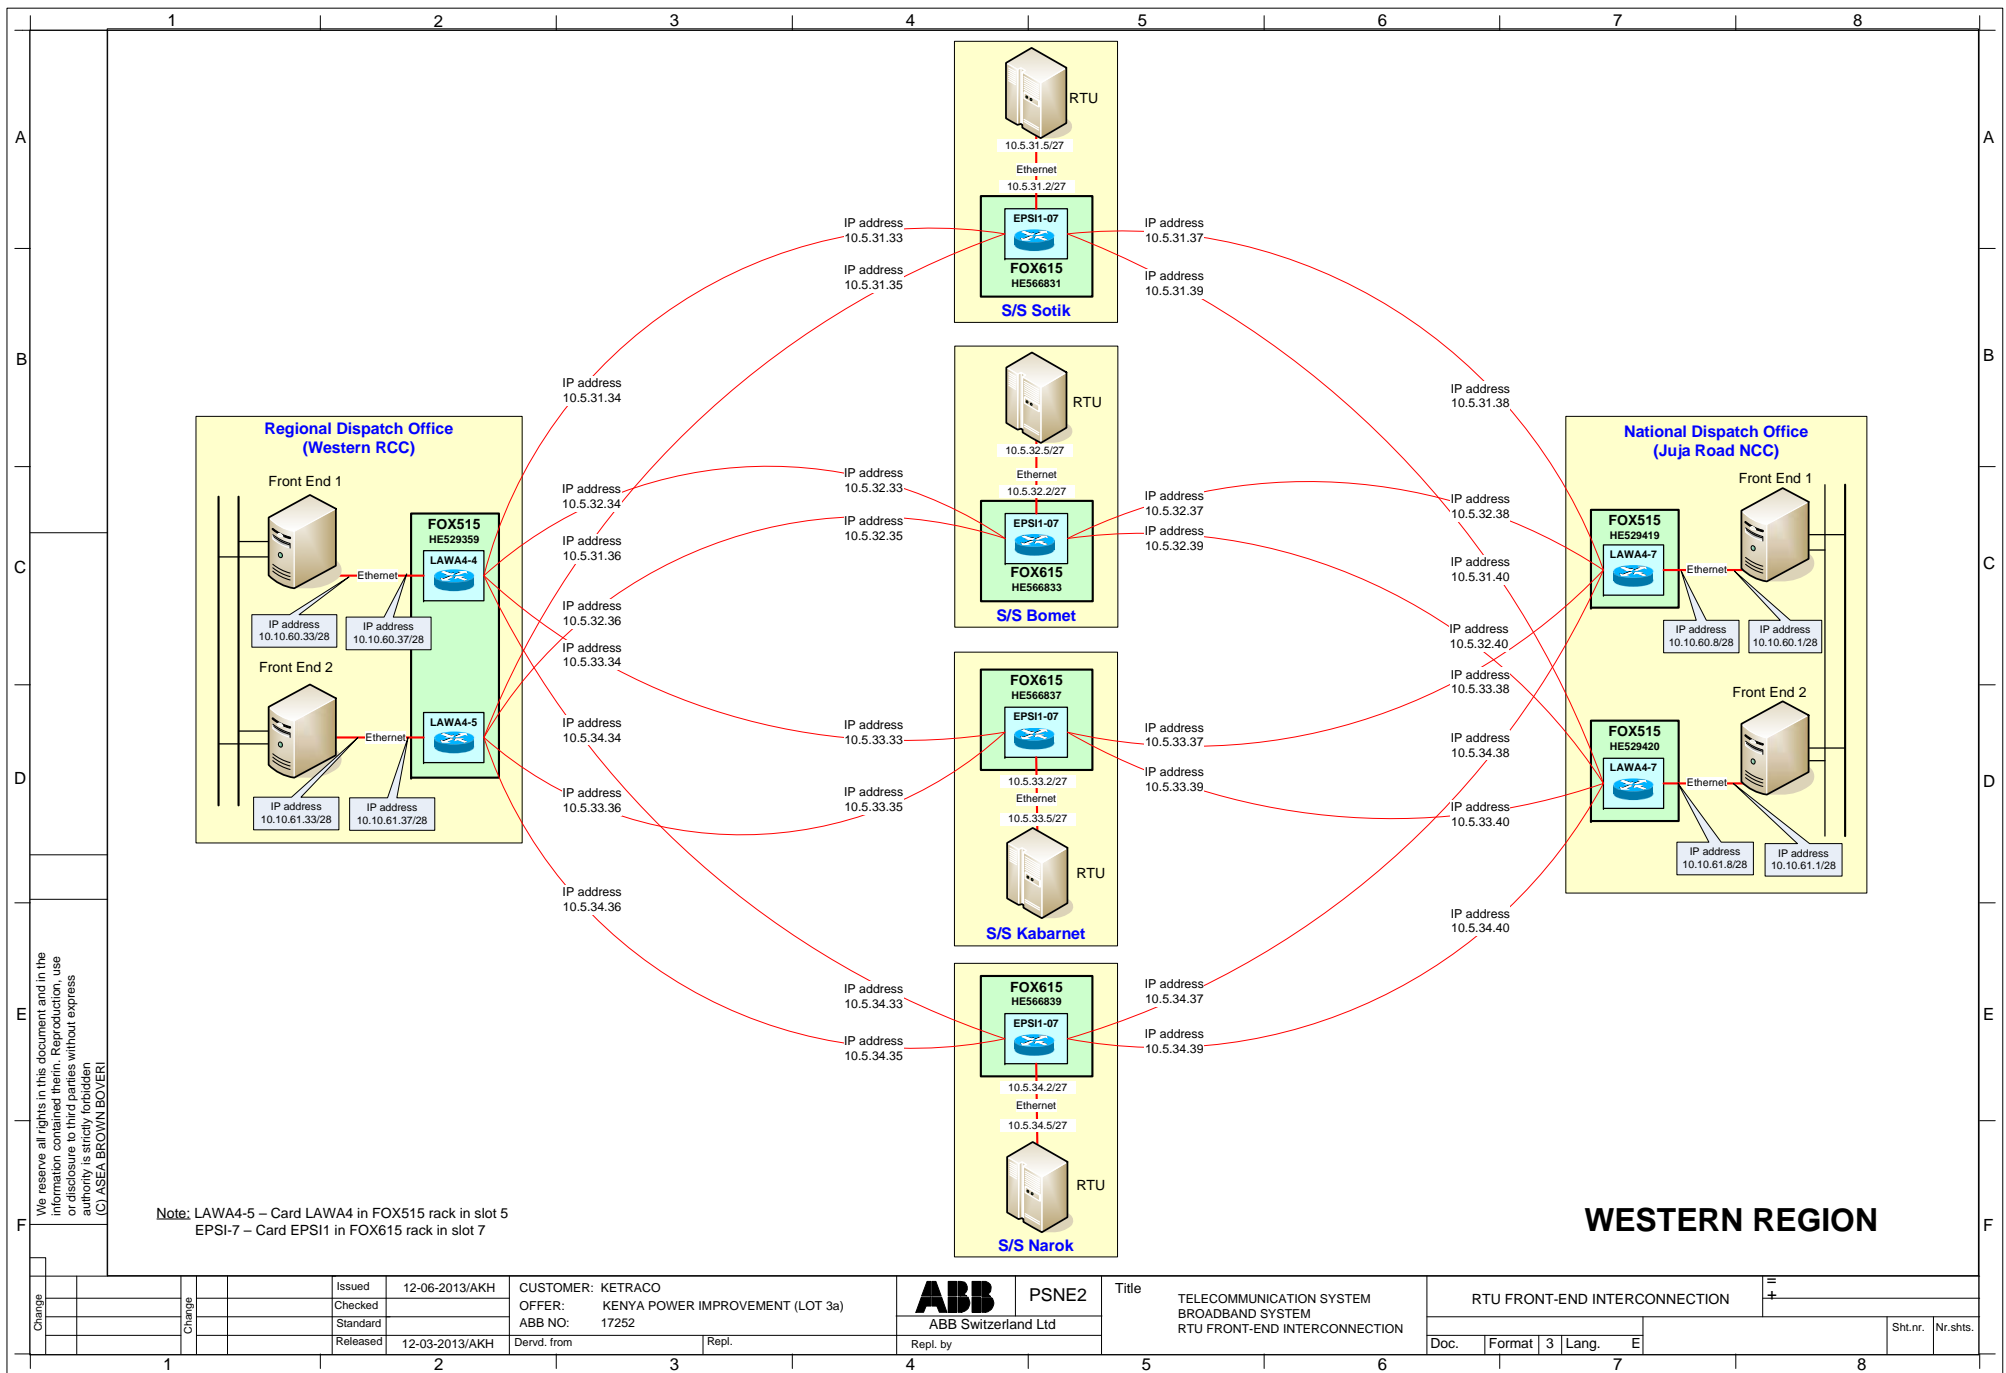 1 2 3 4 5 6 7 8
A
B
C
D
E
F
A
B
C
D
E
F
RTU
10.5.31.5/27
Ethernet
10.5.31.2/27
EPSI1-07
FOX615
HE566831
S/S Sotik
IP address
10.5.31.33
IP address
10.5.31.35
IP address
10.5.31.37
IP address
10.5.31.39
IP address
10.5.31.34
IP address
10.5.31.38
RTU
10.5.32.5/27
Ethernet
10.5.32.2/27
EPSI1-07
FOX615
HE566833
S/S Bomet
IP address
10.5.32.33
IP address
10.5.32.35
IP address
10.5.32.37
IP address
10.5.32.39
IP address
10.5.32.34
IP address
10.5.31.36
IP address
10.5.32.36
IP address
10.5.33.34
IP address
10.5.34.34
IP address
10.5.33.36
IP address
10.5.34.36
IP address
10.5.32.38
IP address
10.5.31.40
IP address
10.5.32.40
IP address
10.5.33.38
IP address
10.5.34.38
IP address
10.5.33.40
IP address
10.5.34.40
Regional Dispatch Office
(Western RCC)
Front End 1
FOX515
HE529359
LAWA4-4
Ethernet
IP address
10.10.60.33/28
IP address
10.10.60.37/28
Front End 2
LAWA4-5
Ethernet
IP address
10.10.61.33/28
IP address
10.10.61.37/28
National Dispatch Office
(Juja Road NCC)
Front End 1
FOX515
HE529419
LAWA4-7
Ethernet
IP address
10.10.60.8/28
IP address
10.10.60.1/28
Front End 2
FOX515
HE529420
LAWA4-7
Ethernet
IP address
10.10.61.8/28
IP address
10.10.61.1/28
FOX615
HE566837
EPSI1-07
10.5.33.2/27
Ethernet
10.5.33.5/27
RTU
S/S Kabarnet
IP address
10.5.33.33
IP address
10.5.33.35
IP address
10.5.33.37
IP address
10.5.33.39
FOX615
HE566839
EPSI1-07
10.5.34.2/27
Ethernet
10.5.34.5/27
RTU
S/S Narok
IP address
10.5.34.33
IP address
10.5.34.35
IP address
10.5.34.37
IP address
10.5.34.39
We reserve all rights in this document and in the
information contained therin. Reproduction, use
or disclosure to third parties without express
authority is strictly forbidden
(C) ASEA BROWN BOVERI
Note: LAWA4-5 – Card LAWA4 in FOX515 rack in slot 5
EPSI-7 – Card EPSI1 in FOX615 rack in slot 7
WESTERN REGION
Change
Change
Issued 12-06-2013/AKH
Checked
Standard
Released 12-03-2013/AKH
CUSTOMER: KETRACO
OFFER: KENYA POWER IMPROVEMENT (LOT 3a)
ABB NO: 17252
Dervd. from
Repl.
ABB
PSNE2
ABB Switzerland Ltd
Repl. by
Title
TELECOMMUNICATION SYSTEM
BROADBAND SYSTEM
RTU FRONT-END INTERCONNECTION
RTU FRONT-END INTERCONNECTION
=
+
Doc. Format 3 Lang. E
Sht.nr. Nr.shts.
1 2 3 4 5 6 7 8